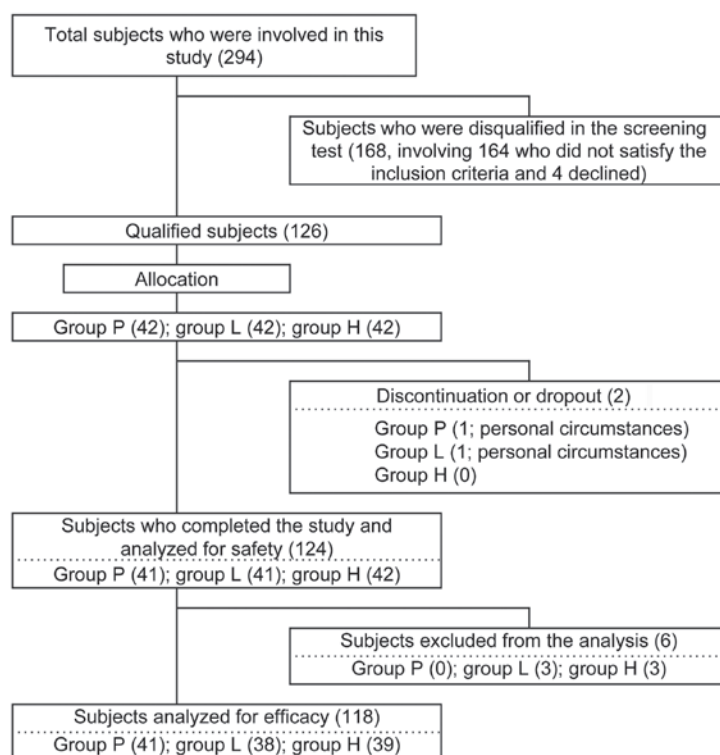 Total subjects who were involved in this
study (294)
Subjects who were disqualified in the screening
test (168, involving 164 who did not satisfy the
inclusion criteria and 4 declined)
Qualified subjects (126)
Allocation
Group P (42); group L (42); group H (42)
Discontinuation or dropout (2)
Group P (1; personal circumstances)
Group L (1; personal circumstances)
Group H (0)
Subjects who completed the study and
analyzed for safety (124)
Group P (41); group L (41); group H (42)
Subjects excluded from the analysis (6)
Group P (0); group L (3); group H (3)
Subjects analyzed for efficacy (118)
Group P (41); group L (38); group H (39)